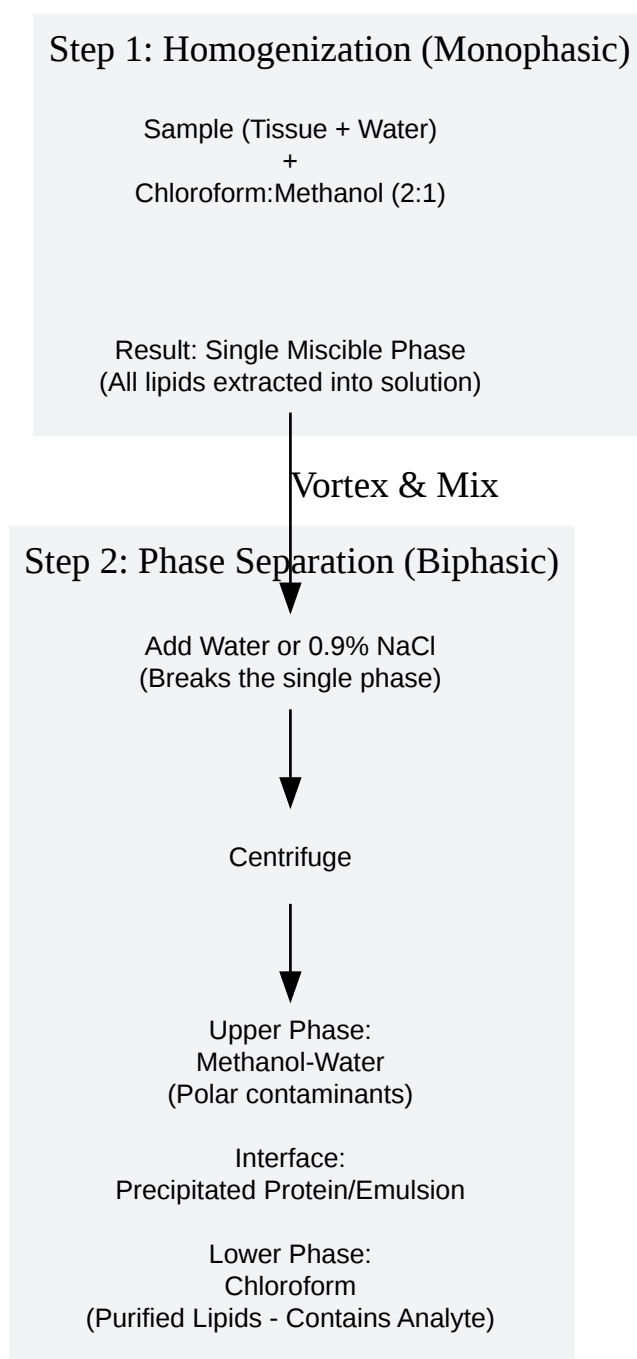 Step 1: Homogenization (Monophasic)
Sample (Tissue + Water)
+
Chloroform:Methanol (2:1)
Result: Single Miscible Phase
(All lipids extracted into solution)
Vortex & Mix
Step 2: Phase Separation (Biphasic)
Add Water or 0.9% NaCl
(Breaks the single phase)
Centrifuge
Upper Phase:
Methanol-Water
(Polar contaminants)
Interface:
Precipitated Protein/Emulsion
Lower Phase:
Chloroform
(Purified Lipids - Contains Analyte)